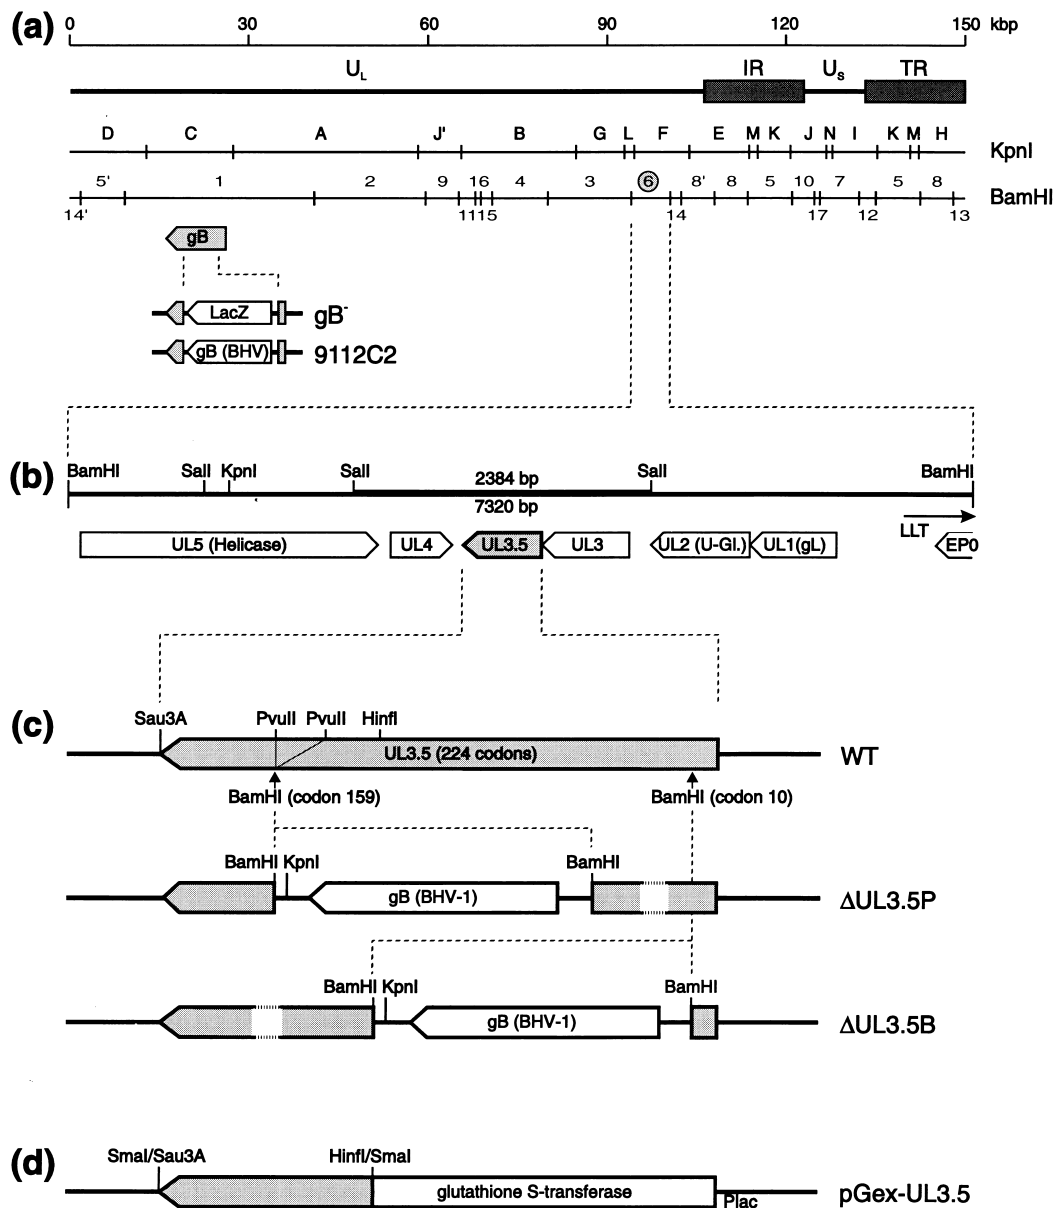 (a)
0 30 60 90 120 150 kbp
UL IR US TR
D C A J' B G L F E M K J N I K M H KpnI
5' 1 2 9 16 4 3 6 8' 8 5 10 7 5 8 BamHI
14' 11 15 14 17 12 13
gB
LacZ gB-
gB (BHV) 9112C2
(b)
BamHI SalI KpnI SalI 2384 bp SalI BamHI
7320 bp
LLT
UL5 (Helicase) UL4 UL3.5 UL3 UL2 (U-Gl.) UL1(gL) EP0
(c)
Sau3A PvuII PvuII HinfI
UL3.5 (224 codons) WT
BamHI (codon 159) BamHI (codon 10)
BamHI KpnI BamHI
gB (BHV-1) ΔUL3.5P
BamHI KpnI BamHI
gB (BHV-1) ΔUL3.5B
(d)
SmaI/Sau3A HinfI/SmaI
glutathione S-transferase Plac pGex-UL3.5